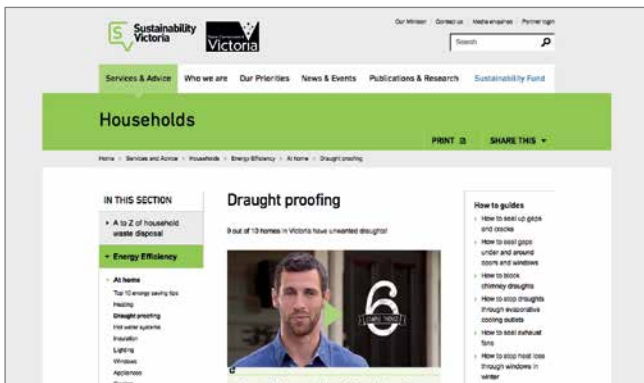 Sustainability
Victoria
Victoria
Our Minister
Contact us
Media enquiries
Partner login
Search
Services & Advice
Who we are
Our Priorities
News & Events
Publications & Research
Sustainability Fund
Households
PRINT
SHARE THIS
Home
Services and Advice
Households
Energy Efficiency
At home
Draught proofing
IN THIS SECTION
A to Z of household
waste disposal
Energy Efficiency
At home
Top 10 energy saving tips
Heating
Draught proofing
Hot water systems
Insulation
Lighting
Windows
Appliances
Draught proofing
9 out of 10 homes in Victoria have unwanted draughts!
6
SIMPLE THINGS
How to guides
How to seal up gaps
and cracks
How to seal gaps
under and around
doors and windows
How to block
chimney draughts
How to stop draughts
through evaporative
cooling outlets
How to seal exhaust
fans
How to stop heat loss
through windows in
winter